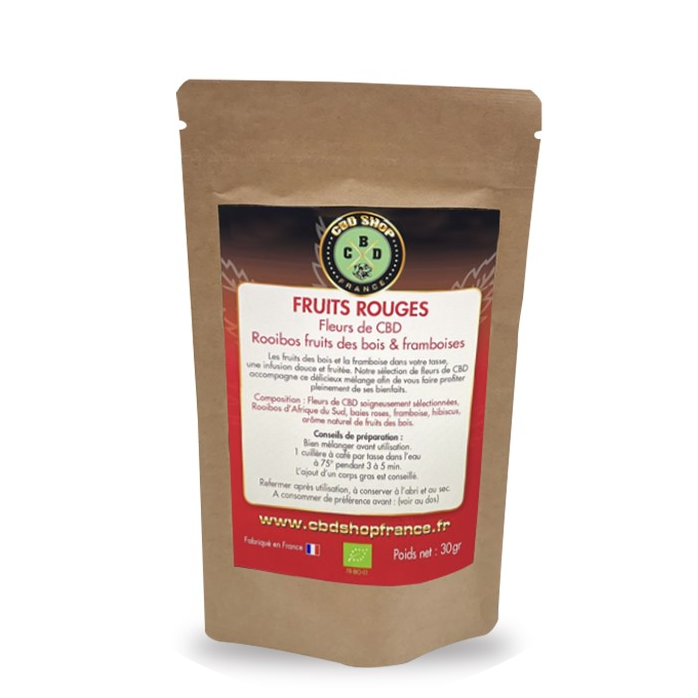 CBD SHOP
C B D
FRANCE
FRUITS ROUGES
Fleurs de CBD
Rooibos fruits des bois & framboises
Les fruits des bois et la framboise dans votre tasse,
une infusion douce et fruitée. Notre sélection de fleurs de CBD
accompagne ce délicieux mélange afin de vous faire profiter
pleinement de ses bienfaits.
Composition : Fleurs de CBD soigneusement sélectionnées,
Rooibos d'Afrique du Sud, baies roses, framboise, hibiscus,
arôme naturel de fruits des bois.
Conseils de préparation :
Bien mélanger avant utilisation.
1 cuillère à café par tasse dans l'eau
à 75° pendant 3 à 5 min.
L'ajout d'un corps gras est conseillé.
Refermer après utilisation, à conserver à l'abri et au sec.
A consommer de préférence avant : (voir au dos)
www.cbdshopfrance.fr
Fabriqué en France
FR-BIO-01
Poids net : 30gr